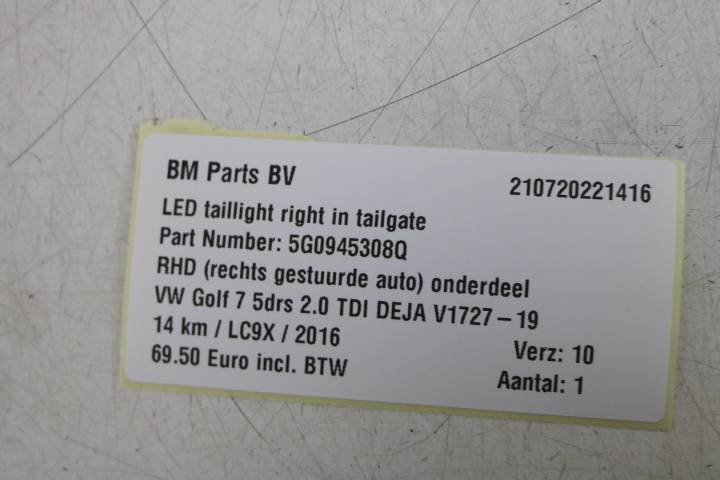 BM Parts BV 210720221416
LED taillight right in tailgate
Part Number: 5G0945308Q
RHD (rechts gestuurde auto) onderdeel
VW Golf 7 5drs 2.0 TDI DEJA V1727-19
14 km / LC9X / 2016 Verz: 10
69.50 Euro incl. BTW Aantal: 1